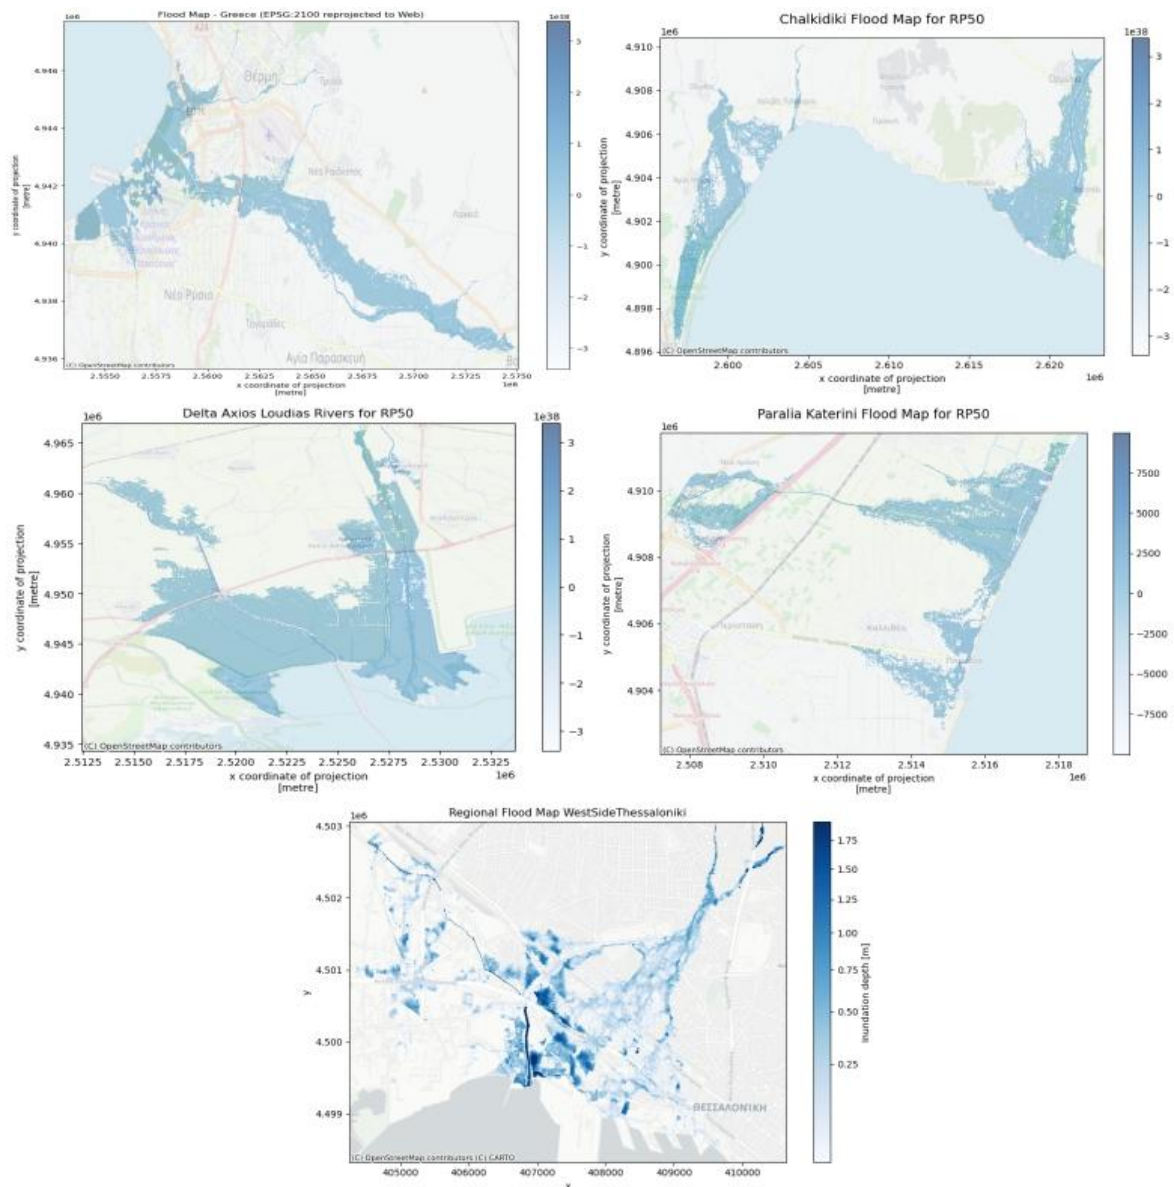 Flood Map - Greece (EPSG:2100 reprojected to Web)
1e6
1e38
A24
Θέρμη
4.946
4.944
4.942
4.940
4.938
4.936
Νέο Ρύσιο
Αγία Παρασκευή
Βα
y coordinate of projection
[metre]
(C) OpenStreetMap contributors
2.5550 2.5575 2.560 2.5625 2.565 2.5675 2.570 2.5725 2.5750
1e6
x coordinate of projection
[metre]
3
2
1
0
−1
−2
−3
Chalkidiki Flood Map for RP50
1e6
1e38
4.910
4.908
4.906
4.904
4.902
4.900
4.898
4.896
y coordinate of projection
[metre]
(C) OpenStreetMap contributors
2.600 2.605 2.610 2.615 2.620
1e6
x coordinate of projection
[metre]
3
2
1
0
−1
−2
−3
Delta Axios Loudias Rivers for RP50
1e6
1e38
4.965
4.960
4.955
4.950
4.945
4.940
4.935
y coordinate of projection
[metre]
(C) OpenStreetMap contributors
2.5125 2.5150 2.5175 2.520 2.5225 2.525 2.5275 2.530 2.5325
1e6
x coordinate of projection
[metre]
3
2
1
0
−1
−2
−3
Paralia Katerini Flood Map for RP50
1e6
4.910
4.908
4.906
4.904
Περίσταση
Καλλιθέα
y coordinate of projection
[metre]
(C) OpenStreetMap contributors
2.508 2.510 2.512 2.514 2.516 2.518
1e6
x coordinate of projection
[metre]
7500
5000
2500
0
−2500
−5000
−7500
Regional Flood Map WestSideThessaloniki
1e6
4.503
4.502
4.501
4.500
4.499
y
ΘΕΣΣΑΛΟΝΙΚΗ
(C) OpenStreetMap contributors (C) CARTO
405000 406000 407000 408000 409000 410000
x
1.75
1.50
1.25
1.00
0.75
0.50
0.25
Inundation depth [m]